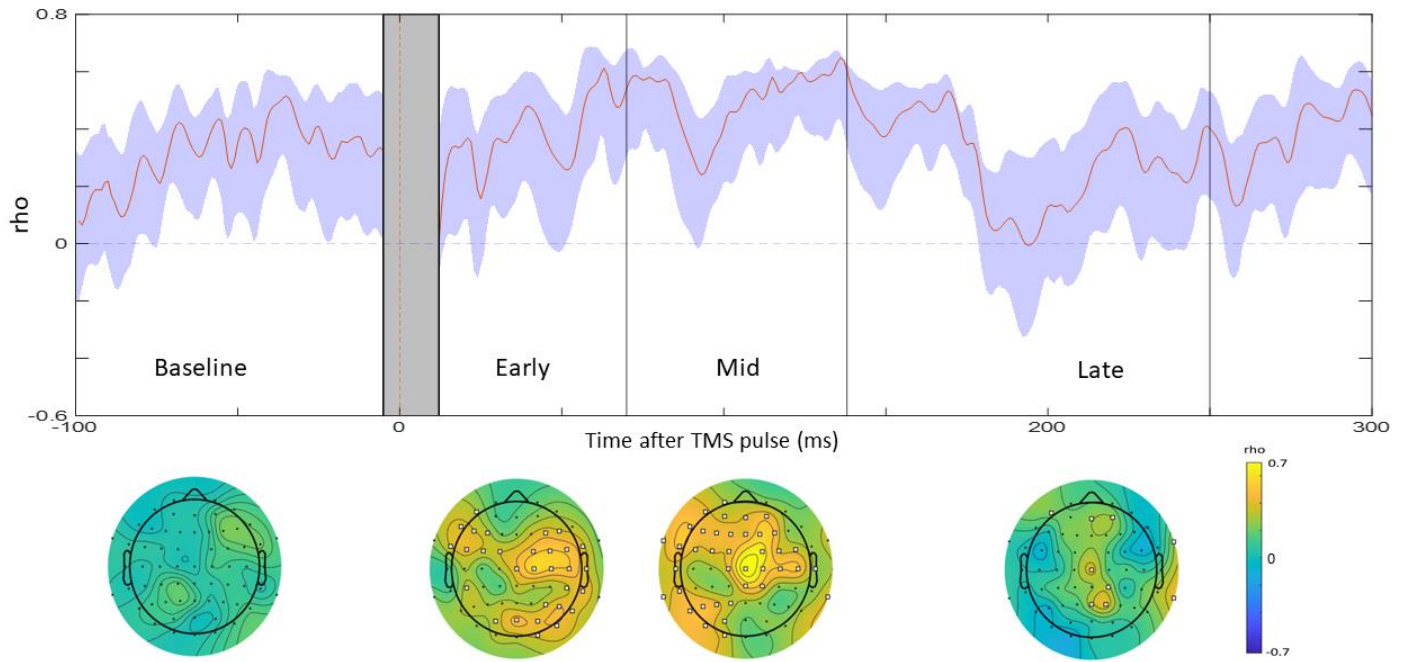 0.8
rho
0
Baseline
Early
Mid
Late
-0.6
-100
0
200
300
Time after TMS pulse (ms)
rho
0.7
0
-0.7